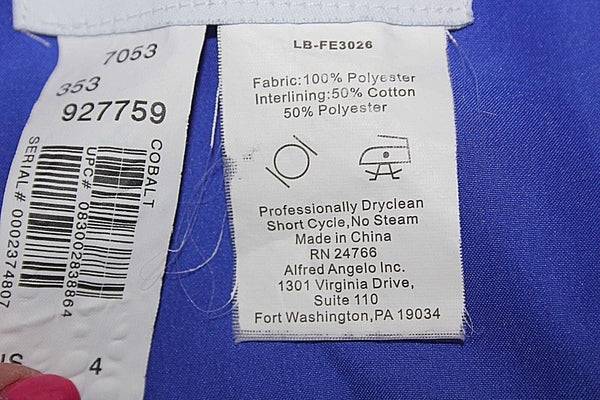 7053
353
927759
COBALT
UPC# 083002838864
SERIAL # 0002374807
4
LB-FE3026
Fabric:100% Polyester
Interlining:50% Cotton
50% Polyester
Professionally Dryclean
Short Cycle,No Steam
Made in China
RN 24766
Alfred Angelo Inc.
1301 Virginia Drive,
Suite 110
Fort Washington,PA 19034